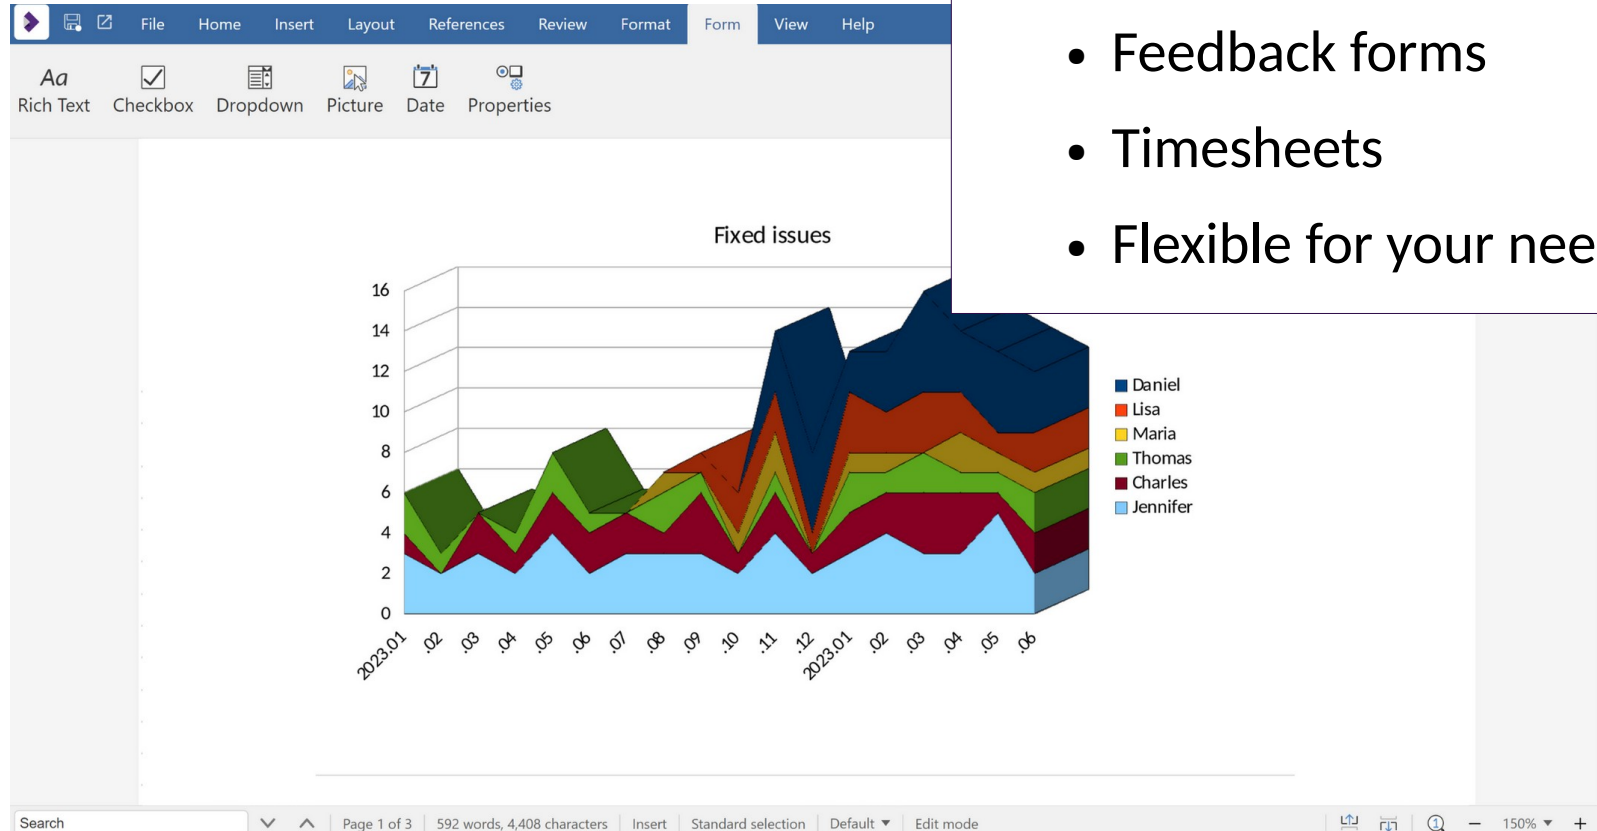 File Home Insert Layout References Review Format Form View Help
Aa
Rich Text Checkbox Dropdown Picture Date Properties
7
• Feedback forms
• Timesheets
• Flexible for your nee
Fixed issues
16
14
12
10
8
6
4
2
0
2023.01 .02 .03 .04 .05 .06 .07 .08 .09 .10 .11 .12 2023.01 .02 .03 .04 .05 .06
Daniel
Lisa
Maria
Thomas
Charles
Jennifer
Search Page 1 of 3 592 words, 4,408 characters Insert Standard selection Default Edit mode 1 150%